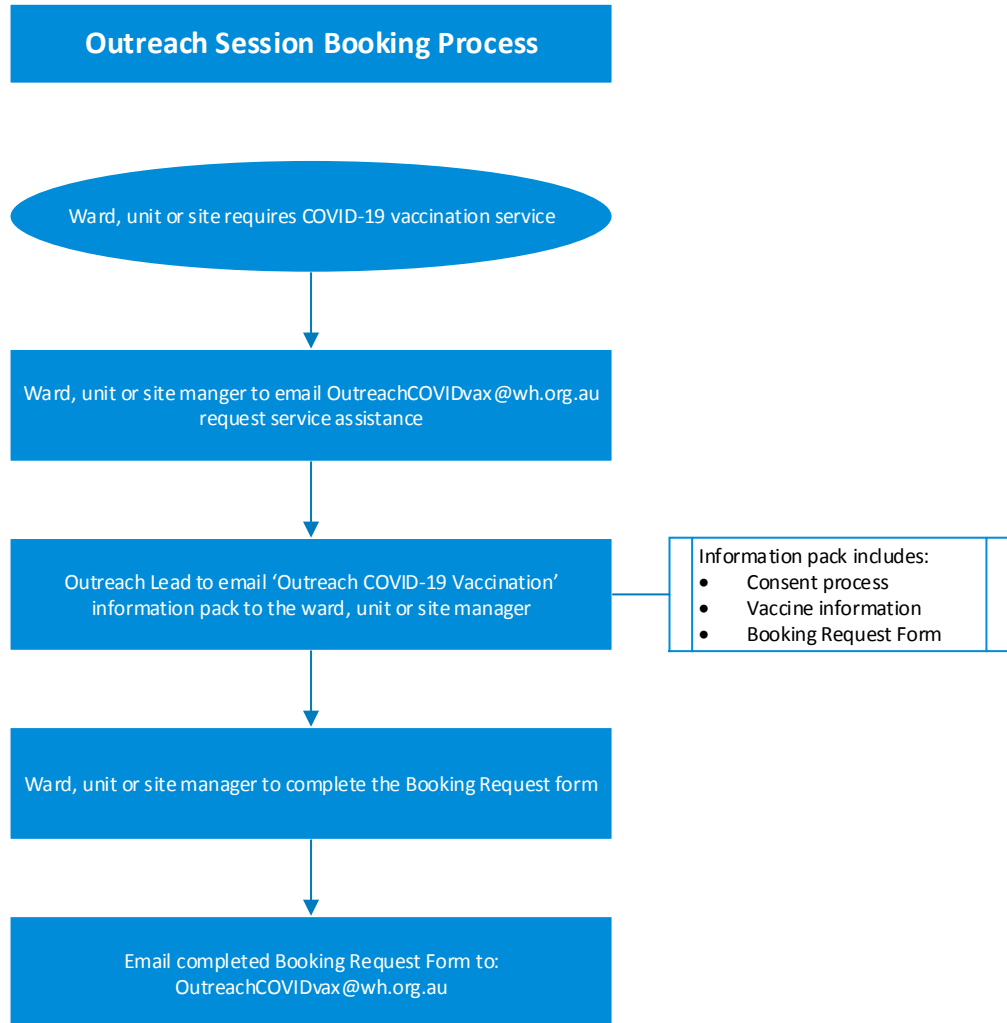 Outreach Session Booking Process
Ward, unit or site requires COVID-19 vaccination service
Ward, unit or site manger to email OutreachCOVIDvax@wh.org.au
request service assistance
Outreach Lead to email ‘Outreach COVID-19 Vaccination’
information pack to the ward, unit or site manager
Information pack includes:
• Consent process
• Vaccine information
• Booking Request Form
Ward, unit or site manager to complete the Booking Request form
Email completed Booking Request Form to:
OutreachCOVIDvax@wh.org.au